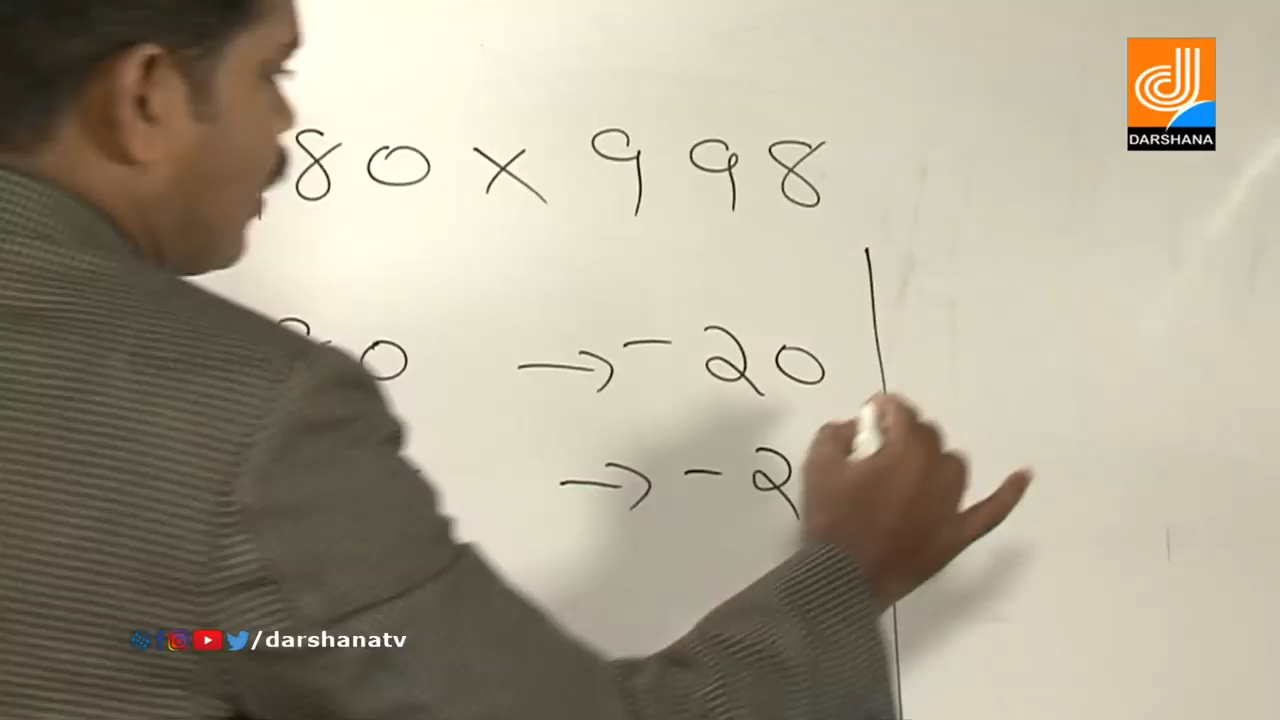 80 × 998
0 → - 20
→ - 2
DARSHANA
/darshanatv